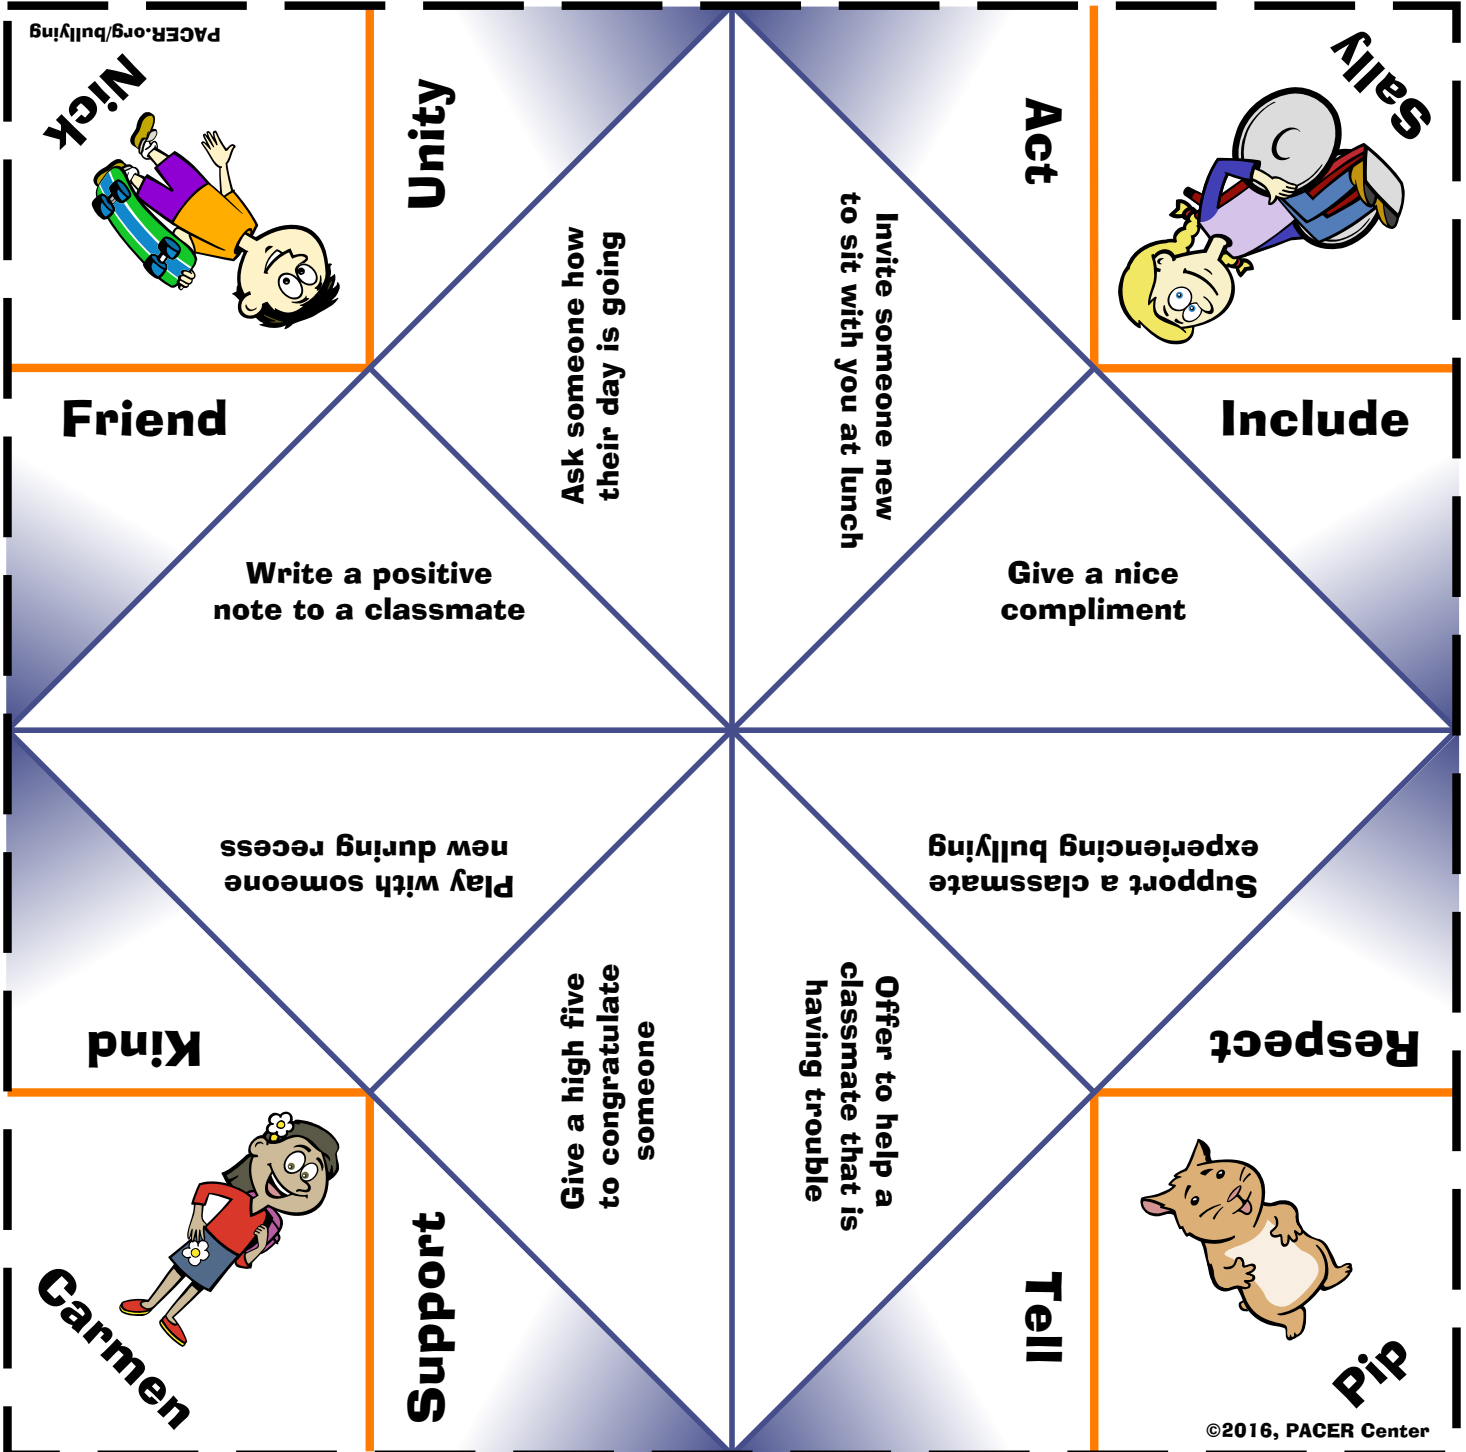 PACER.org/bullying
Nick
Unity
Act
Sally
Friend
Include
Ask someone how
their day is going
Invite someone new
to sit with you at lunch
Write a positive
note to a classmate
Give a nice
compliment
Play with someone
new during recess
Support a classmate
experiencing bullying
Give a high five
to congratulate
someone
Offer to help a
classmate that is
having trouble
Kind
Respect
Carmen
Support
Tell
Pip
©2016, PACER Center